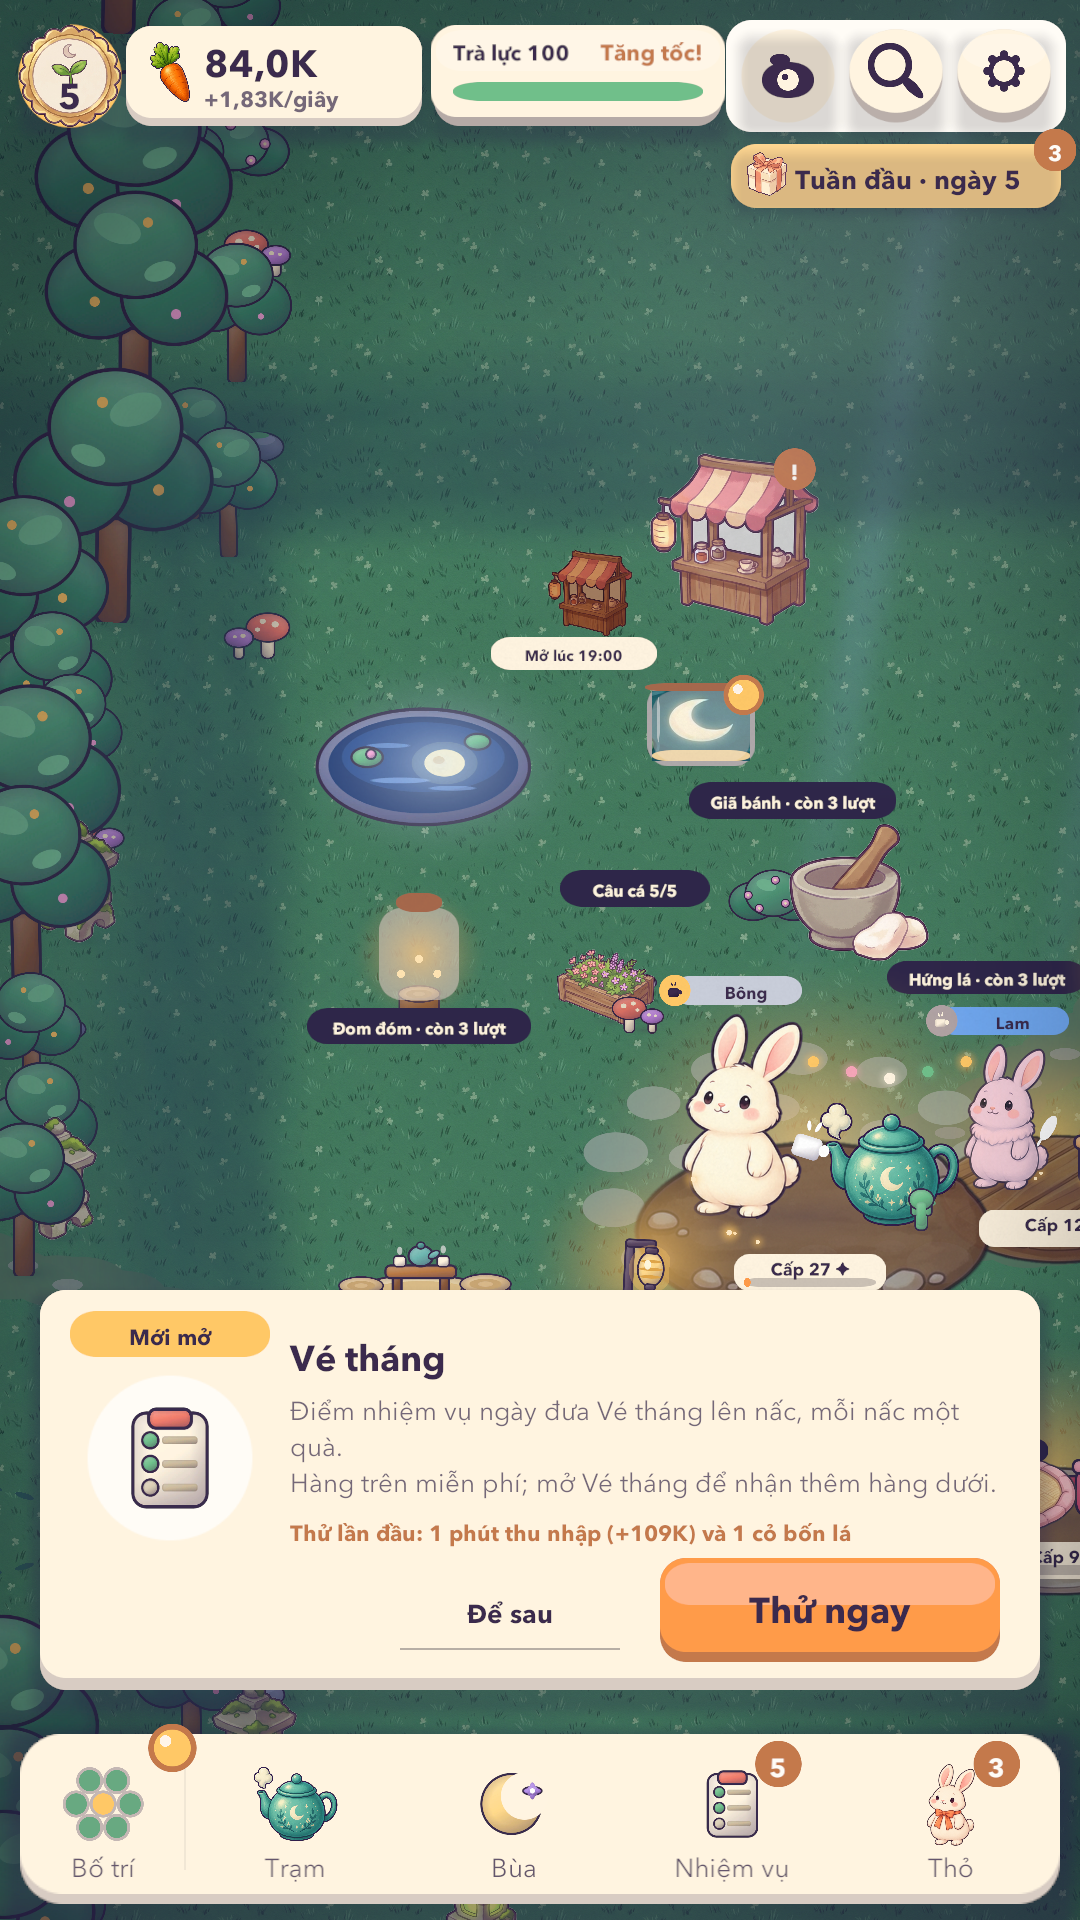 5
84,0K
+1,83K/giây
Trà lực 100 Tăng tốc!
3
Tuần đầu · ngày 5
!
Mở lúc 19:00
Giã bánh · còn 3 lượt
Câu cá 5/5
Hứng lá · còn 3 lượt
Bông
Lam
Đom đóm · còn 3 lượt
Cấp 12
Cấp 27 ✦
Mới mở
Vé tháng
Điểm nhiệm vụ ngày đưa Vé tháng lên nấc, mỗi nấc một
quà.
Hàng trên miễn phí; mở Vé tháng để nhận thêm hàng dưới.
Thử lần đầu: 1 phút thu nhập (+109K) và 1 cỏ bốn lá
Cấp 9
Để sau
Thử ngay
5
3
Bố trí
Trạm
Bùa
Nhiệm vụ
Thỏ